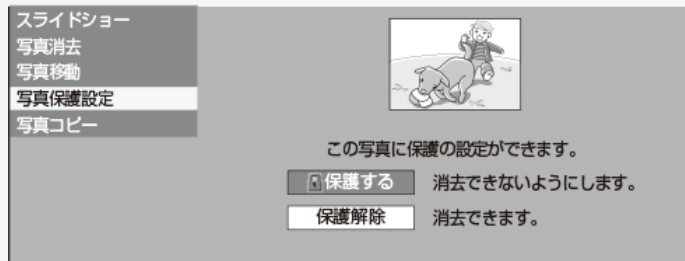 スライドショー
写真消去
写真移動
写真保護設定
写真コピー
この写真に保護の設定ができます。
保護する 消去できないようにします。
保護解除 消去できます。